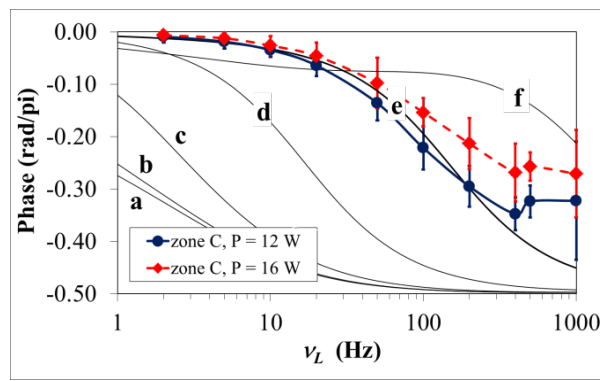 0.00
-0.10
-0.20
-0.30
-0.40
-0.50
Phase (rad/pi)
a
b
c
d
e
f
zone C, P = 12 W
zone C, P = 16 W
1
10
100
1000
ν_L (Hz)